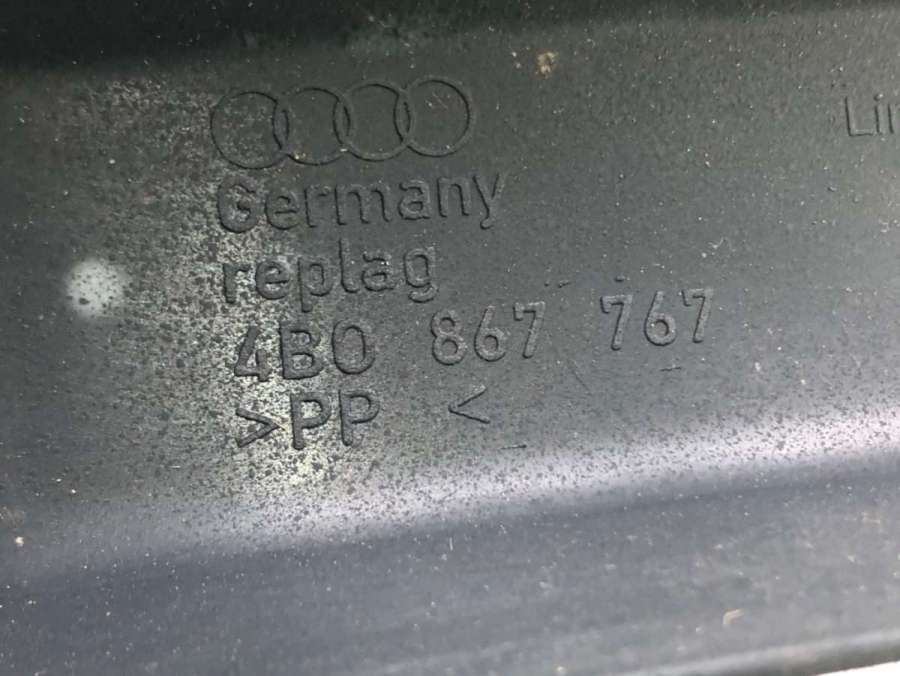 Germany
replag
4B0 867 767
>PP <